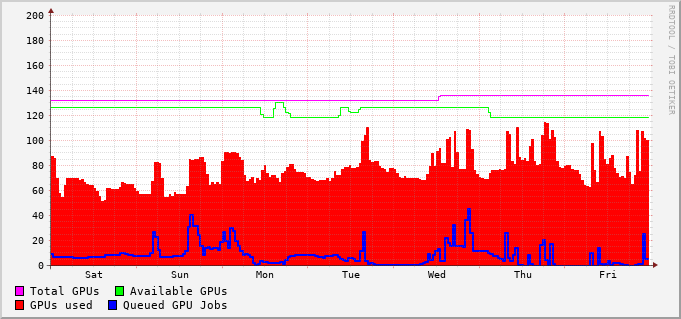 200
180
160
140
120
100
80
60
40
20
0
Sat Sun Mon Tue Wed Thu Fri
Total GPUs Available GPUs
GPUs used Queued GPU Jobs
RRDTOOL / TOBI OETIKER